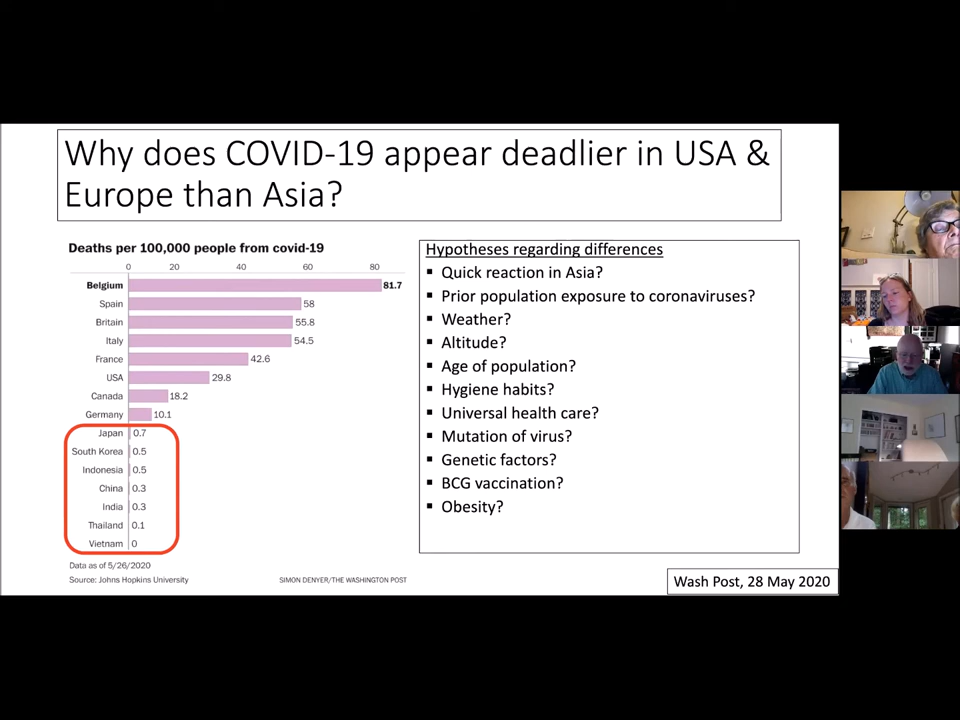 Why does COVID-19 appear deadlier in USA &
Europe than Asia?
Deaths per 100,000 people from covid-19
0 20 40 60 80
Belgium 81.7
Spain 58
Britain 55.8
Italy 54.5
France 42.6
USA 29.8
Canada 18.2
Germany 10.1
Japan 0.7
South Korea 0.5
Indonesia 0.5
China 0.3
India 0.3
Thailand 0.1
Vietnam 0
Data as of 5/26/2020
Source: Johns Hopkins University
SIMON DENYER/THE WASHINGTON POST
Hypotheses regarding differences
▪ Quick reaction in Asia?
▪ Prior population exposure to coronaviruses?
▪ Weather?
▪ Altitude?
▪ Age of population?
▪ Hygiene habits?
▪ Universal health care?
▪ Mutation of virus?
▪ Genetic factors?
▪ BCG vaccination?
▪ Obesity?
Wash Post, 28 May 2020